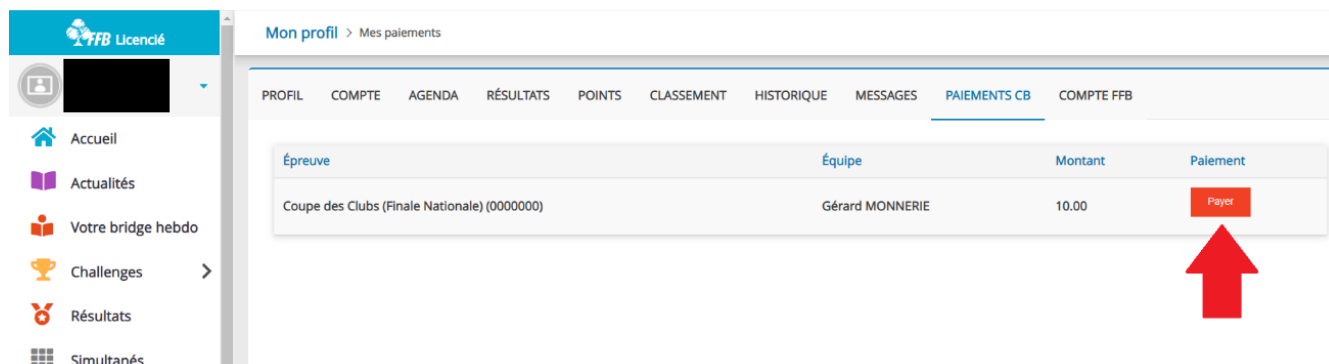 FFB Licencié
Mon profil > Mes paiements
PROFIL COMPTE AGENDA RÉSULTATS POINTS CLASSEMENT HISTORIQUE MESSAGES PAIEMENTS CB COMPTE FFB
Accueil
Actualités
Votre bridge hebdo
Challenges
Résultats
Simultanés
Épreuve Équipe Montant Paiement
Coupe des Clubs (Finale Nationale) (0000000) Gérard MONNERIE 10.00 Payer